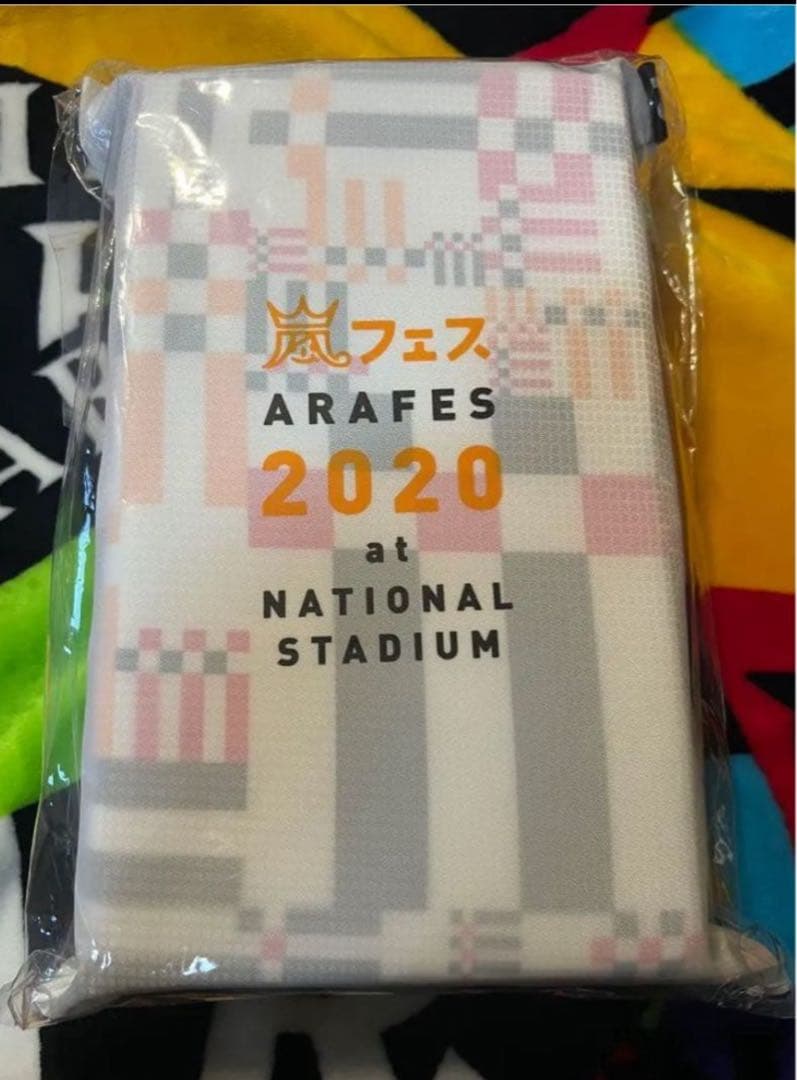 嵐フェス
ARAFES
2020
at
NATIONAL
STADIUM